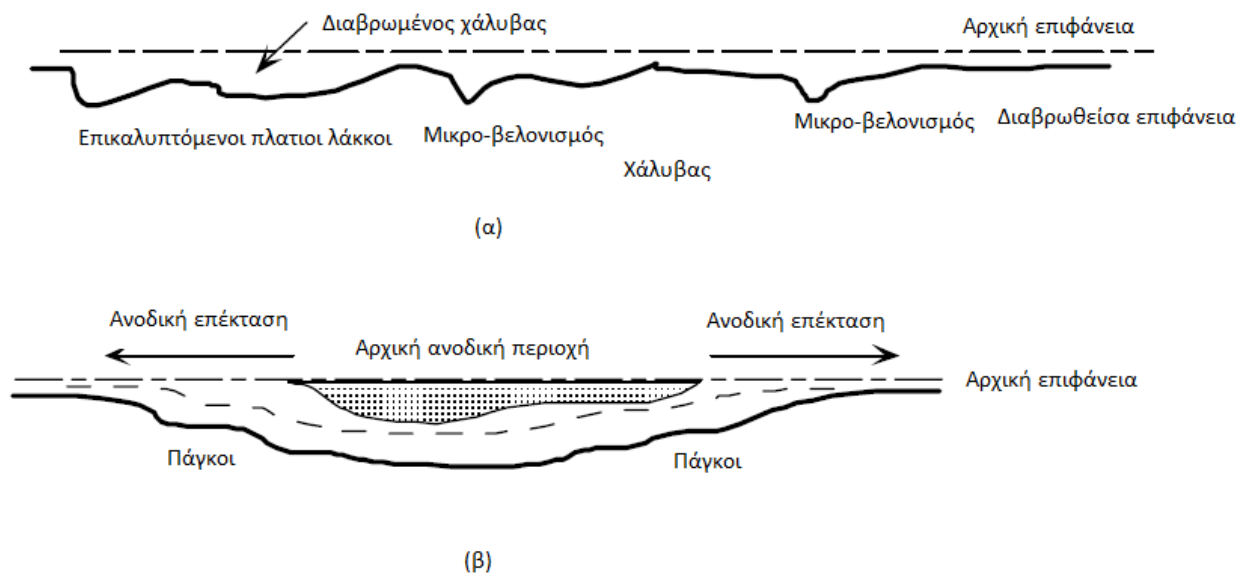 Διαβρωμένος χάλυβας
Αρχική επιφάνεια
Επικαλυπτόμενοι πλατιοι λάκκοι
Μικρο-βελονισμός
Μικρο-βελονισμός
Διαβρωθείσα επιφάνεια
Χάλυβας
(α)
Ανοδική επέκταση
Αρχική ανοδική περιοχή
Ανοδική επέκταση
Αρχική επιφάνεια
Πάγκοι
Πάγκοι
(β)